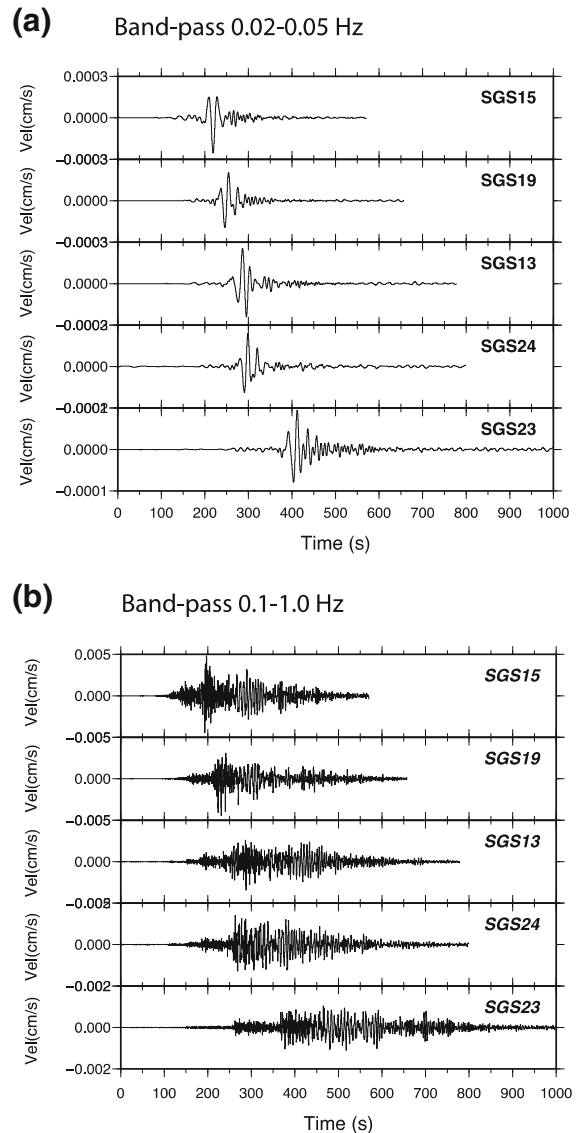 (a) Band-pass 0.02-0.05 Hz
0.0003
Vel(cm/s) 0.0000 SGS15
−0.0003
Vel(cm/s) 0.0000 SGS19
−0.0003
Vel(cm/s) 0.0000 SGS13
Vel(cm/s) 0.0000 SGS24
Vel(cm/s) 0.0000 SGS23
−0.0001
0 100 200 300 400 500 600 700 800 900 1000
Time (s)
(b) Band-pass 0.1-1.0 Hz
0.005
Vel(cm/s) 0.000 SGS15
−0.005
Vel(cm/s) 0.000 SGS19
−0.005
Vel(cm/s) 0.000 SGS13
Vel(cm/s) 0.000 SGS24
−0.002
Vel(cm/s) 0.000 SGS23
−0.002
0 100 200 300 400 500 600 700 800 900 1000
Time (s)